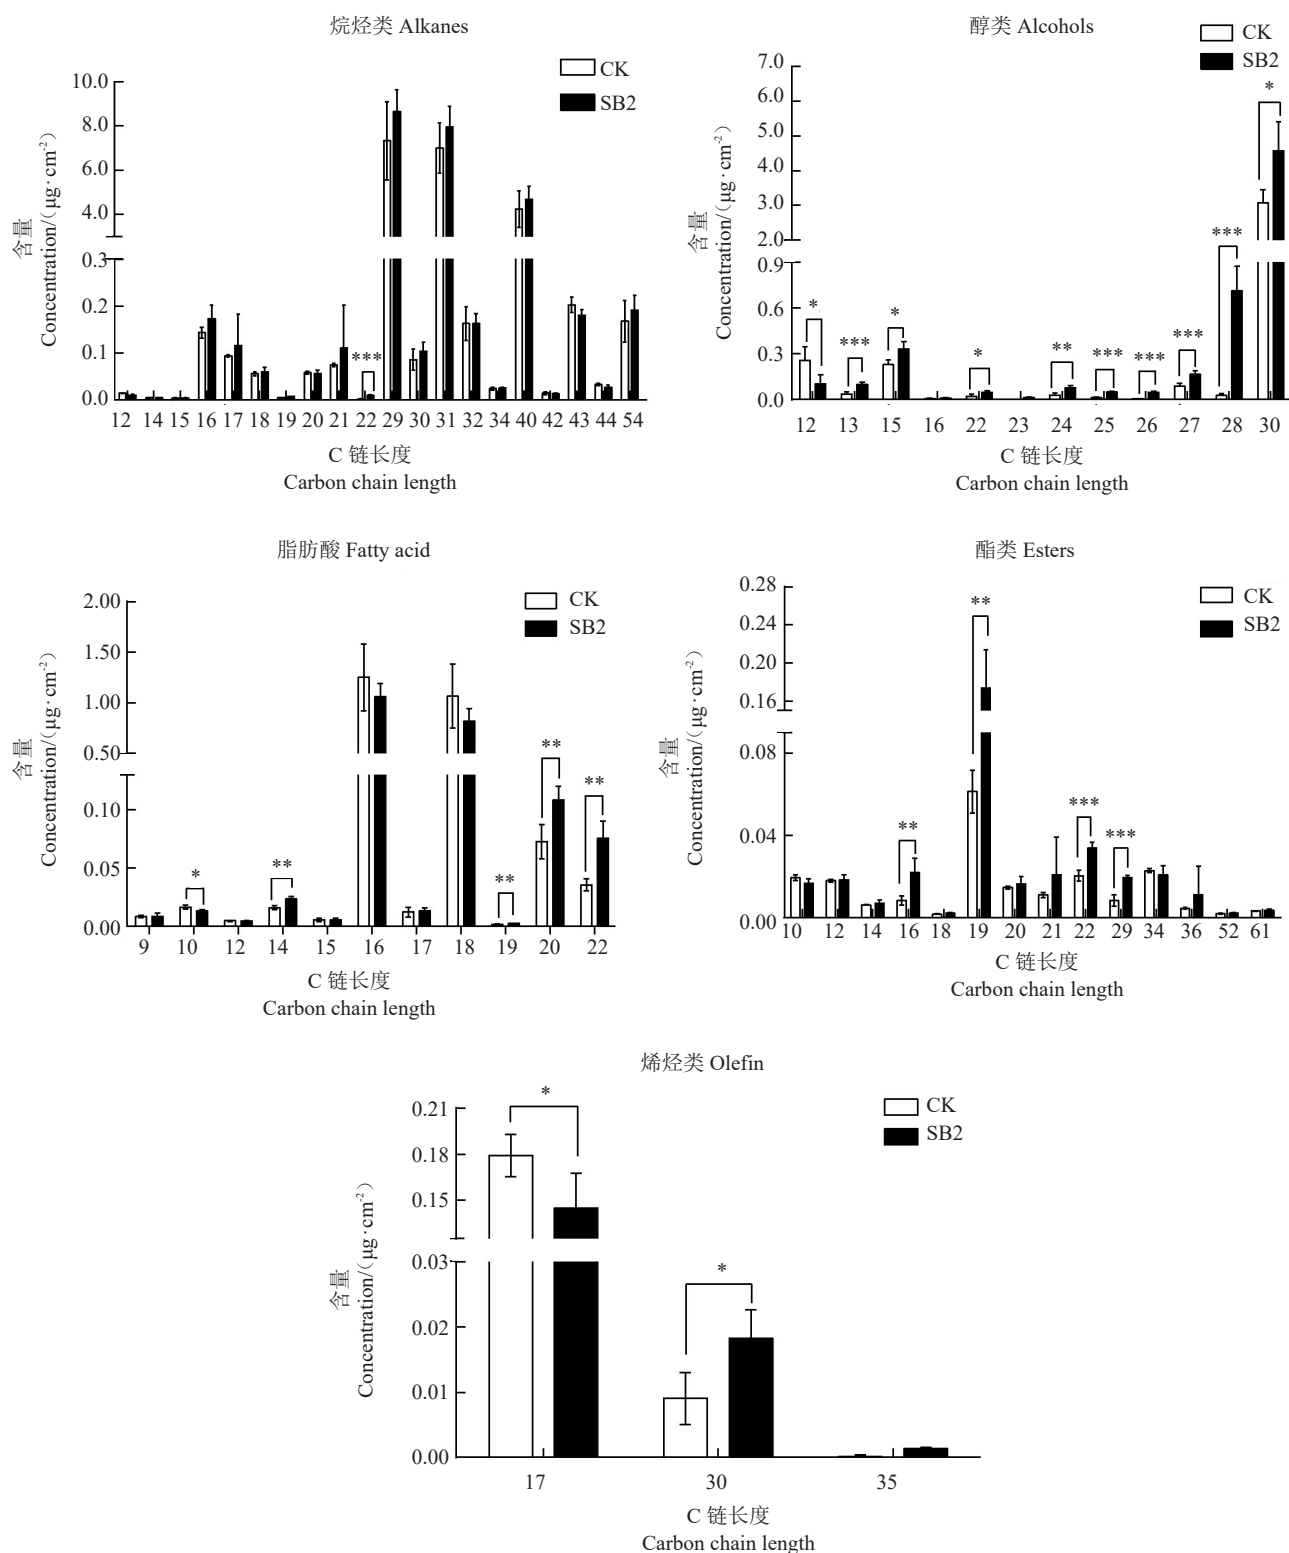 烷烃类 Alkanes
CK
SB2
10.0
8.0
6.0
4.0
0.3
0.2
0.1
0.0
含量
Concentration/(μg·cm⁻²)
***
12 14 15 16 17 18 19 20 21 22 29 30 31 32 34 40 42 43 44 54
C 链长度
Carbon chain length
醇类 Alcohols
CK
SB2
7.0
6.0
5.0
4.0
3.0
2.0
0.9
0.6
0.3
0.0
含量
Concentration/(μg·cm⁻²)
* *** * * ** *** *** *** *** *
12 13 15 16 22 23 24 25 26 27 28 30
C 链长度
Carbon chain length
脂肪酸 Fatty acid
CK
SB2
2.00
1.50
1.00
0.50
0.10
0.05
0.00
含量
Concentration/(μg·cm⁻²)
* ** ** ** **
9 10 12 14 15 16 17 18 19 20 22
C 链长度
Carbon chain length
酯类 Esters
CK
SB2
0.28
0.24
0.20
0.16
0.08
0.04
0.00
含量
Concentration/(μg·cm⁻²)
** ** *** ***
10 12 14 16 18 19 20 21 22 29 34 36 52 61
C 链长度
Carbon chain length
烯烃类 Olefin
CK
SB2
0.21
0.18
0.15
0.03
0.02
0.01
0.00
含量
Concentration/(μg·cm⁻²)
* *
17 30 35
C 链长度
Carbon chain length